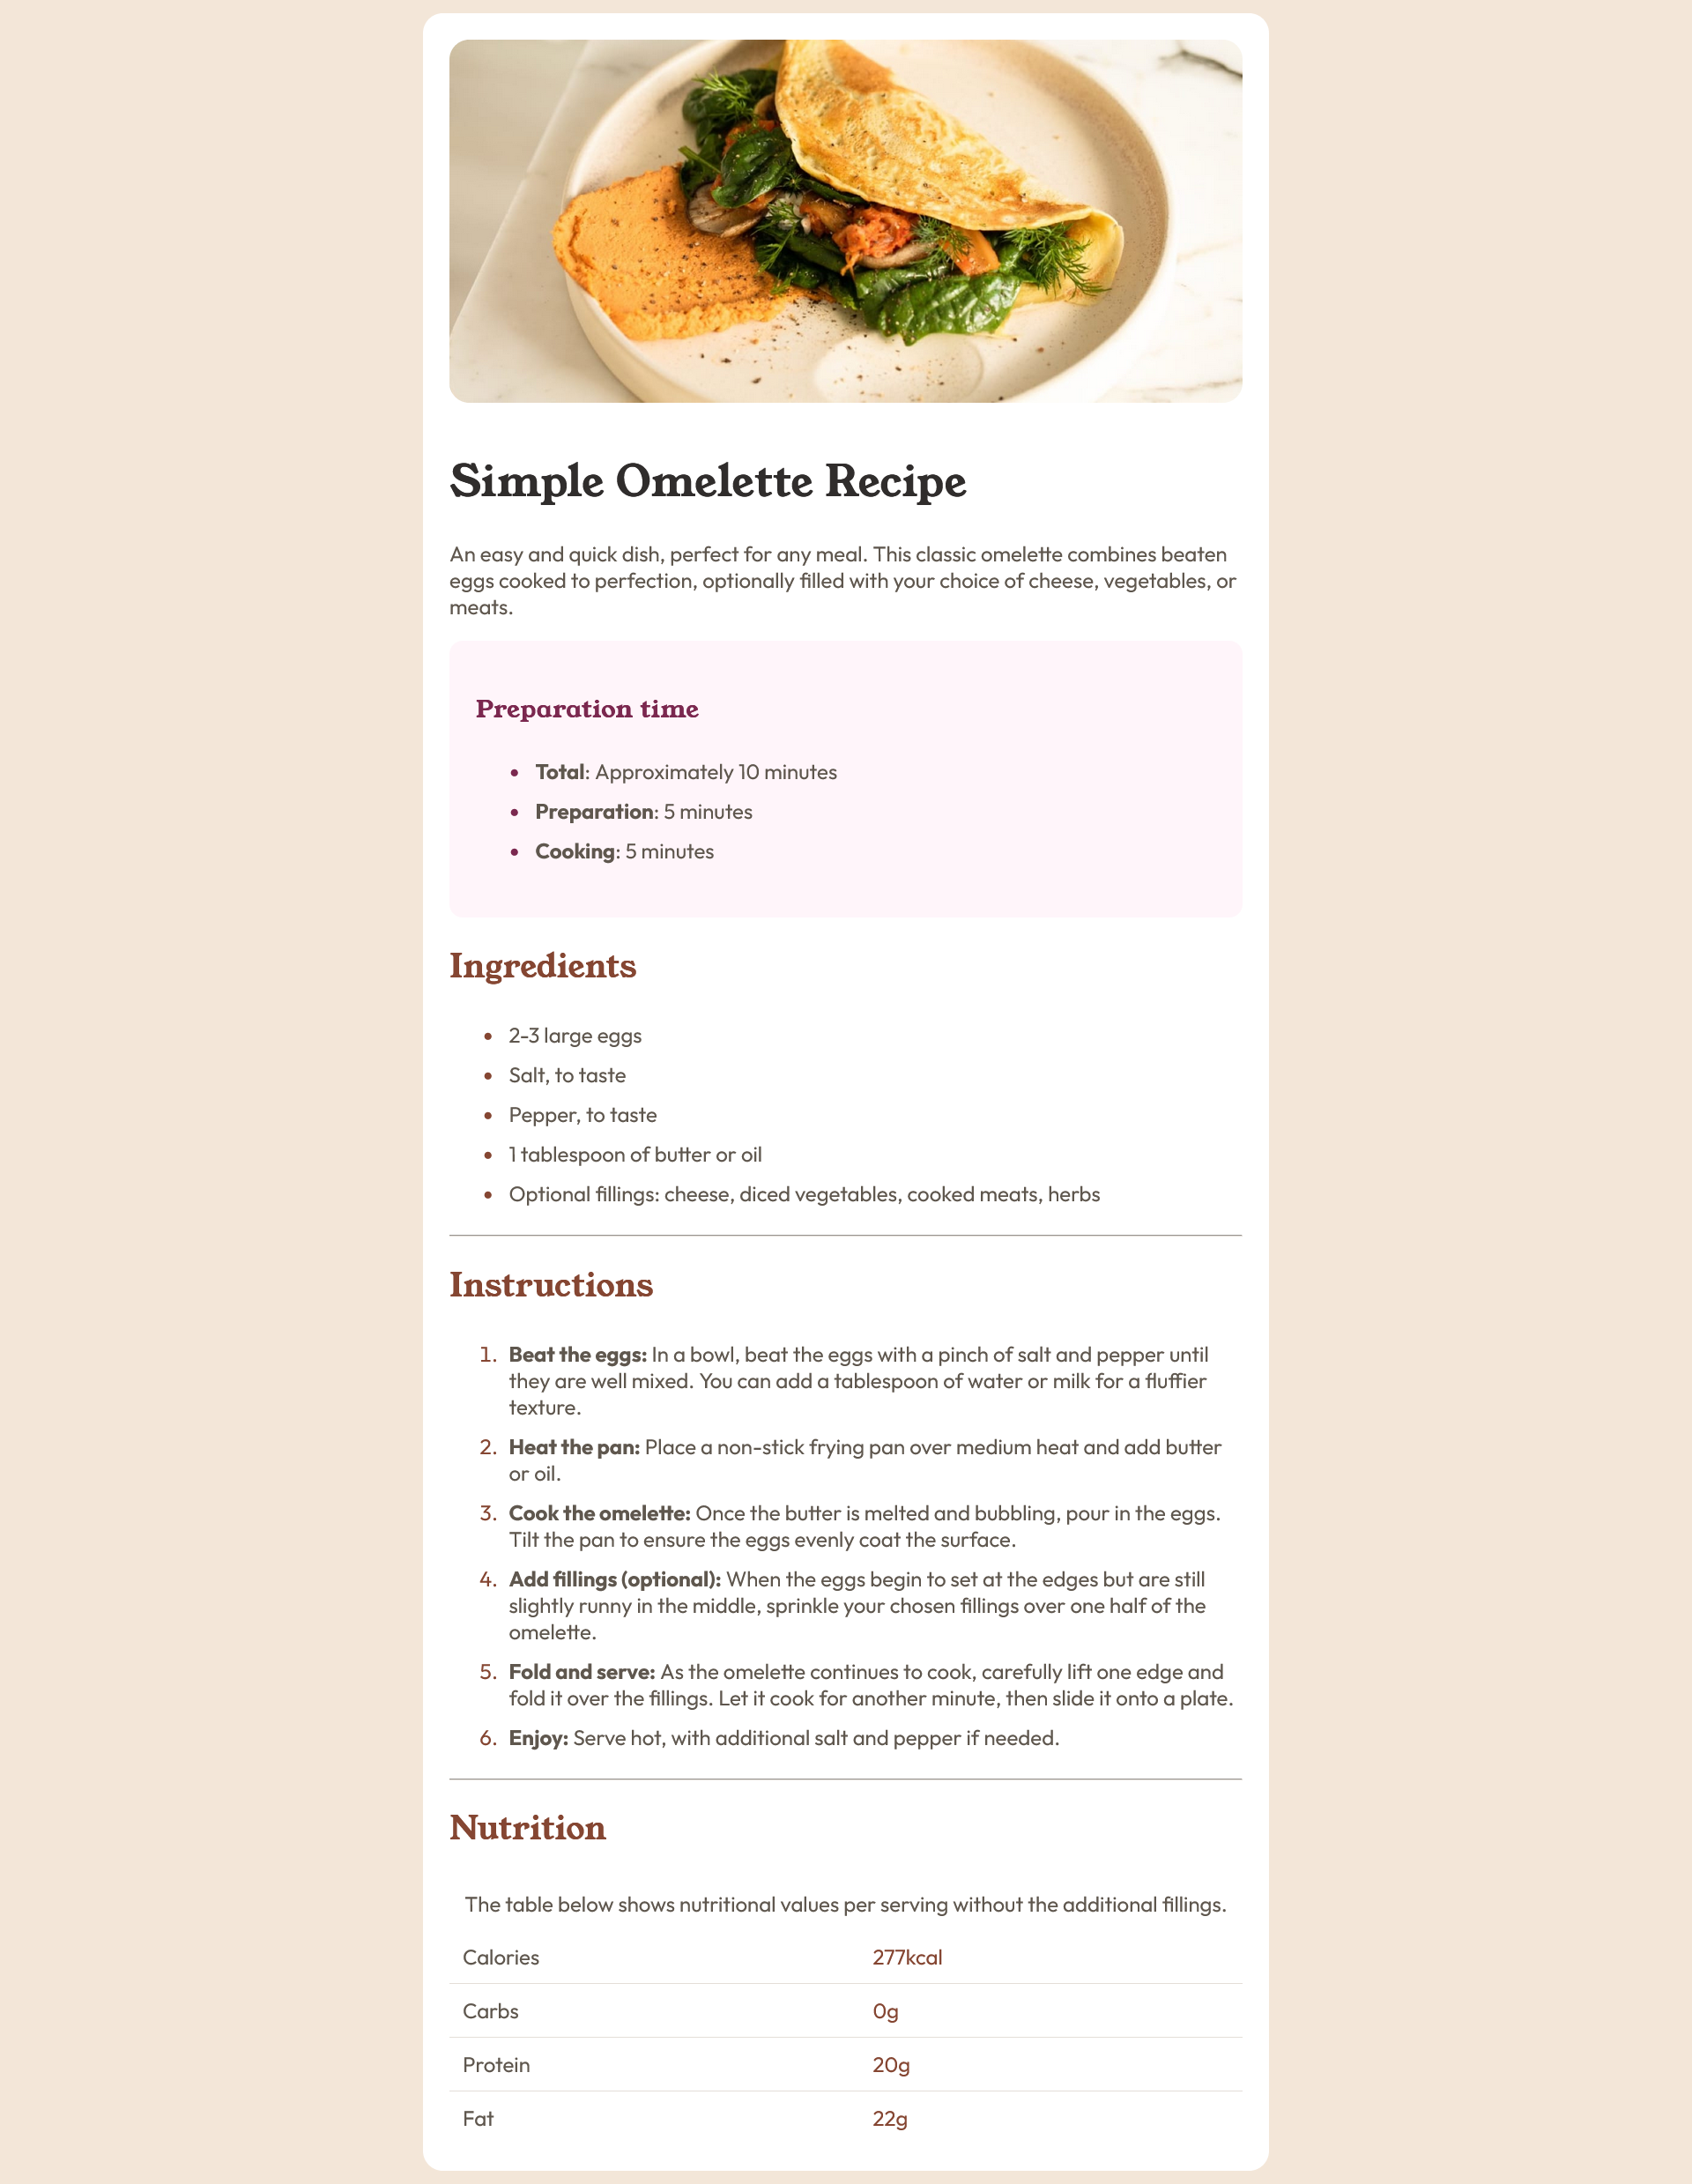 Simple Omelette Recipe
An easy and quick dish, perfect for any meal. This classic omelette combines beaten
eggs cooked to perfection, optionally filled with your choice of cheese, vegetables, or
meats.
Preparation time
• Total: Approximately 10 minutes
• Preparation: 5 minutes
• Cooking: 5 minutes
Ingredients
• 2-3 large eggs
• Salt, to taste
• Pepper, to taste
• 1 tablespoon of butter or oil
• Optional fillings: cheese, diced vegetables, cooked meats, herbs
Instructions
1. Beat the eggs: In a bowl, beat the eggs with a pinch of salt and pepper until
they are well mixed. You can add a tablespoon of water or milk for a fluffier
texture.
2. Heat the pan: Place a non-stick frying pan over medium heat and add butter
or oil.
3. Cook the omelette: Once the butter is melted and bubbling, pour in the eggs.
Tilt the pan to ensure the eggs evenly coat the surface.
4. Add fillings (optional): When the eggs begin to set at the edges but are still
slightly runny in the middle, sprinkle your chosen fillings over one half of the
omelette.
5. Fold and serve: As the omelette continues to cook, carefully lift one edge and
fold it over the fillings. Let it cook for another minute, then slide it onto a plate.
6. Enjoy: Serve hot, with additional salt and pepper if needed.
Nutrition
The table below shows nutritional values per serving without the additional fillings.
Calories 277kcal
Carbs 0g
Protein 20g
Fat 22g